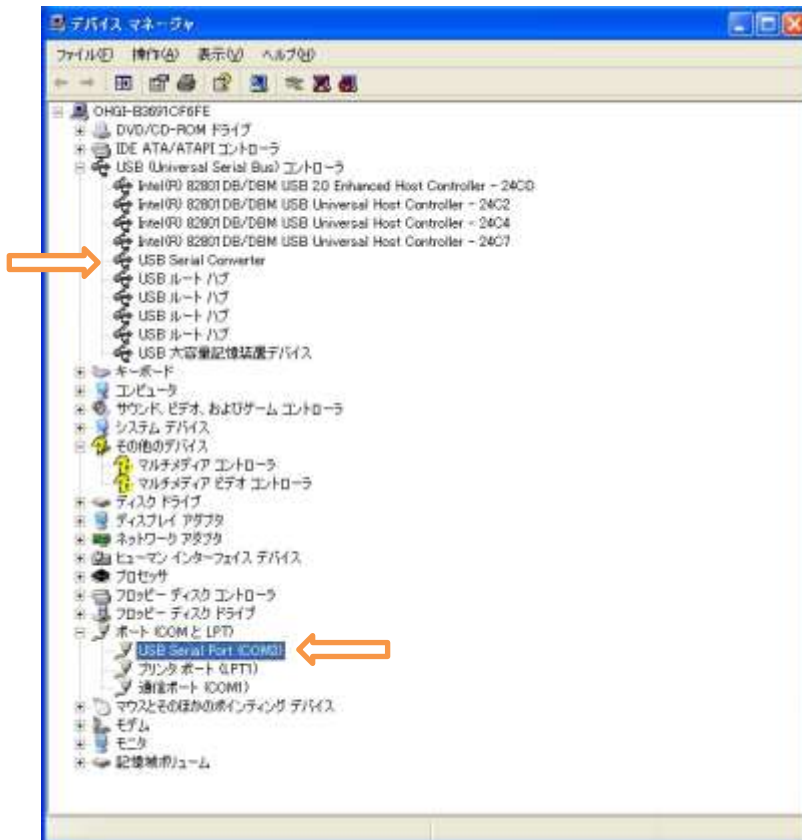 デバイス マネージャ
ファイル(F) 操作(A) 表示(V) ヘルプ(H)
OHGI-B3691CF6FE
DVD/CD-ROM ドライブ
IDE ATA/ATAPI コントローラ
USB (Universal Serial Bus) コントローラ
Intel(R) 82801DB/DBM USB 2.0 Enhanced Host Controller - 24CD
Intel(R) 82801DB/DBM USB Universal Host Controller - 24C2
Intel(R) 82801DB/DBM USB Universal Host Controller - 24C4
Intel(R) 82801DB/DBM USB Universal Host Controller - 24C7
USB Serial Converter
USB ルート ハブ
USB ルート ハブ
USB ルート ハブ
USB ルート ハブ
USB 大容量記憶装置デバイス
キーボード
コンピュータ
サウンド、ビデオ、およびゲーム コントローラ
システム デバイス
その他のデバイス
マルチメディア コントローラ
マルチメディア ビデオ コントローラ
ディスク ドライブ
ディスプレイ アダプタ
ネットワーク アダプタ
ヒューマン インターフェイス デバイス
プロセッサ
フロッピー ディスク コントローラ
フロッピー ディスク ドライブ
ポート (COM と LPT)
USB Serial Port
プリンタ ポート (LPT1)
通信ポート (COM1)
マウスとそのほかのポインティング デバイス
モデム
モニタ
記憶域ボリューム